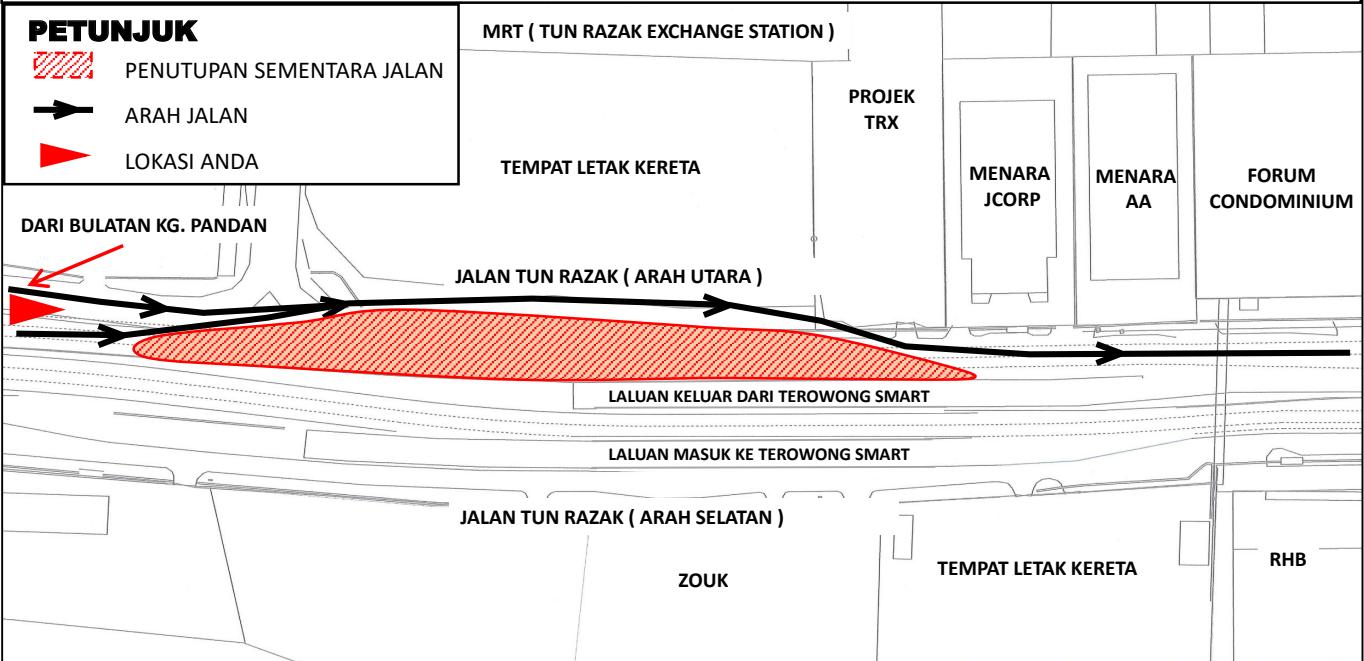 PETUNJUK
PENUTUPAN SEMENTARA JALAN
ARAH JALAN
LOKASI ANDA
MRT ( TUN RAZAK EXCHANGE STATION )
PROJEK
TRX
TEMPAT LETAK KERETA
MENARA
JCORP
MENARA
AA
FORUM
CONDOMINIUM
DARI BULATAN KG. PANDAN
JALAN TUN RAZAK ( ARAH UTARA )
LALUAN KELUAR DARI TEROWONG SMART
LALUAN MASUK KE TEROWONG SMART
JALAN TUN RAZAK ( ARAH SELATAN )
ZOUK
TEMPAT LETAK KERETA
RHB